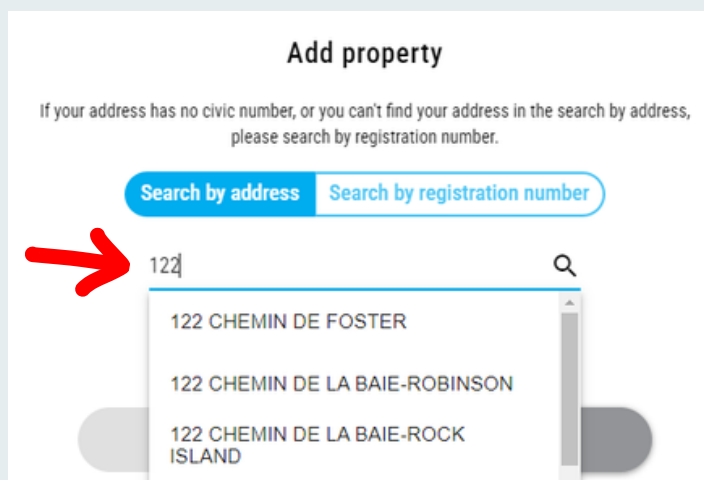 Add property
If your address has no civic number, or you can't find your address in the search by address,
please search by registration number.
Search by address Search by registration number
122
122 CHEMIN DE FOSTER
122 CHEMIN DE LA BAIE-ROBINSON
122 CHEMIN DE LA BAIE-ROCK
ISLAND